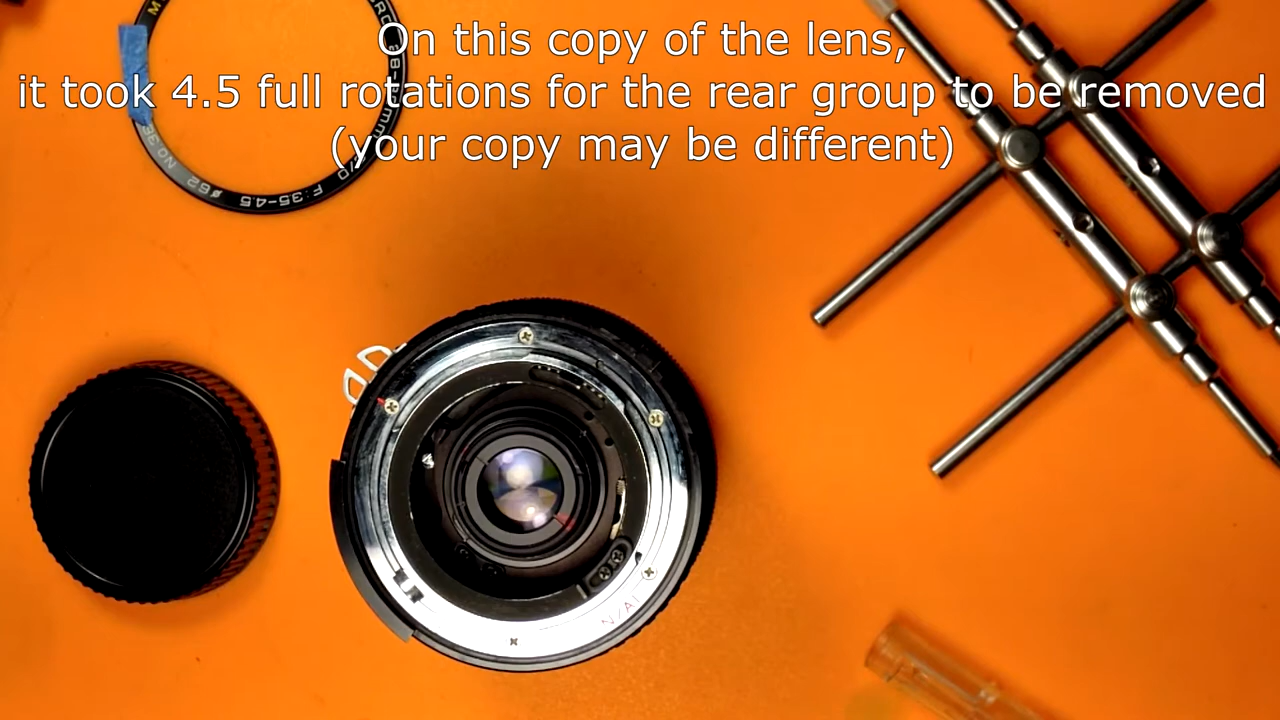 On this copy of the lens,
it took 4.5 full rotations for the rear group to be removed
(your copy may be different)
F:35-4.5
ø62
N/AI